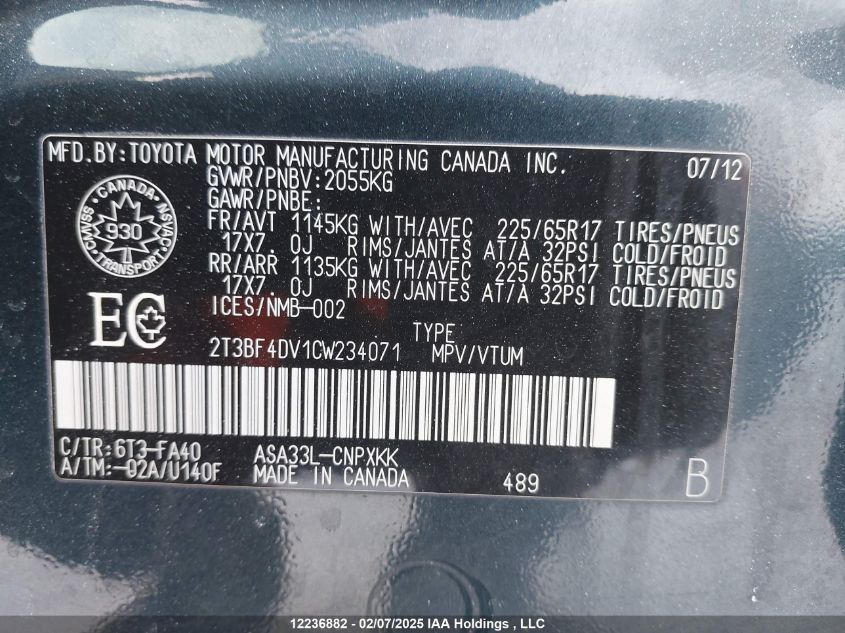 MFD.BY:TOYOTA MOTOR MANUFACTURING CANADA INC. 07/12
GVWR/PNBV:2055KG
GAWR/PNBE:
FR/AVT 1145KG WITH/AVEC 225/65R17 TIRES/PNEUS
17X7. 0J RIMS/JANTES AT/A 32PSI COLD/FROID
RR/ARR 1135KG WITH/AVEC 225/65R17 TIRES/PNEUS
17X7. 0J RIMS/JANTES AT/A 32PSI COLD/FROID
ICES/NMB-002
CANADA
CMVSS
930
NSVAC
TRANSPORT
EC
TYPE
2T3BF4DV1CW234071 MPV/VTUM
C/TR:6T3-FA40 ASA33L-CNPXKK
A/TM:-02A/U140F MADE IN CANADA 489 B
12236882 - 02/07/2025 IAA Holdings , LLC